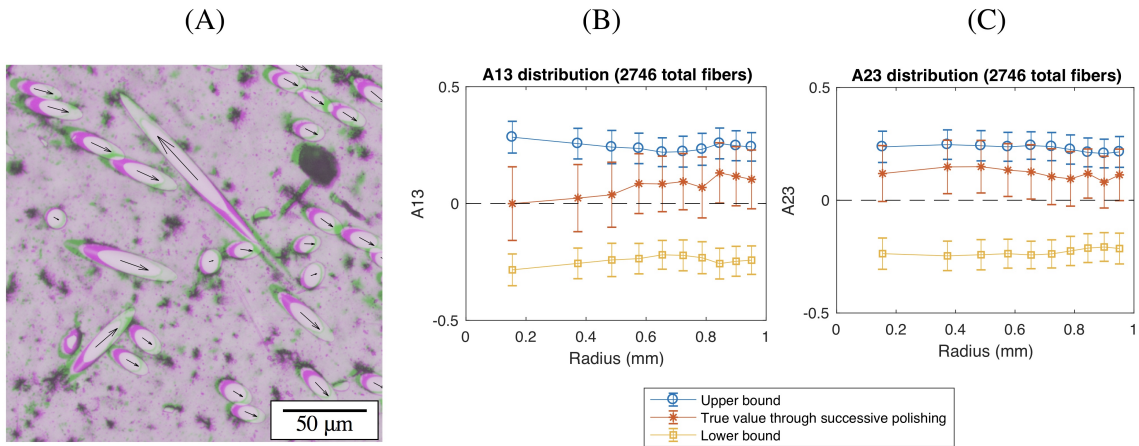 (A)
(B)
(C)
50 µm
A13 distribution (2746 total fibers)
0.5
0
-0.5
A13
0
0.2
0.4
0.6
0.8
1
Radius (mm)
A23 distribution (2746 total fibers)
0.5
0
-0.5
A23
0
0.2
0.4
0.6
0.8
1
Radius (mm)
Upper bound
True value through successive polishing
Lower bound